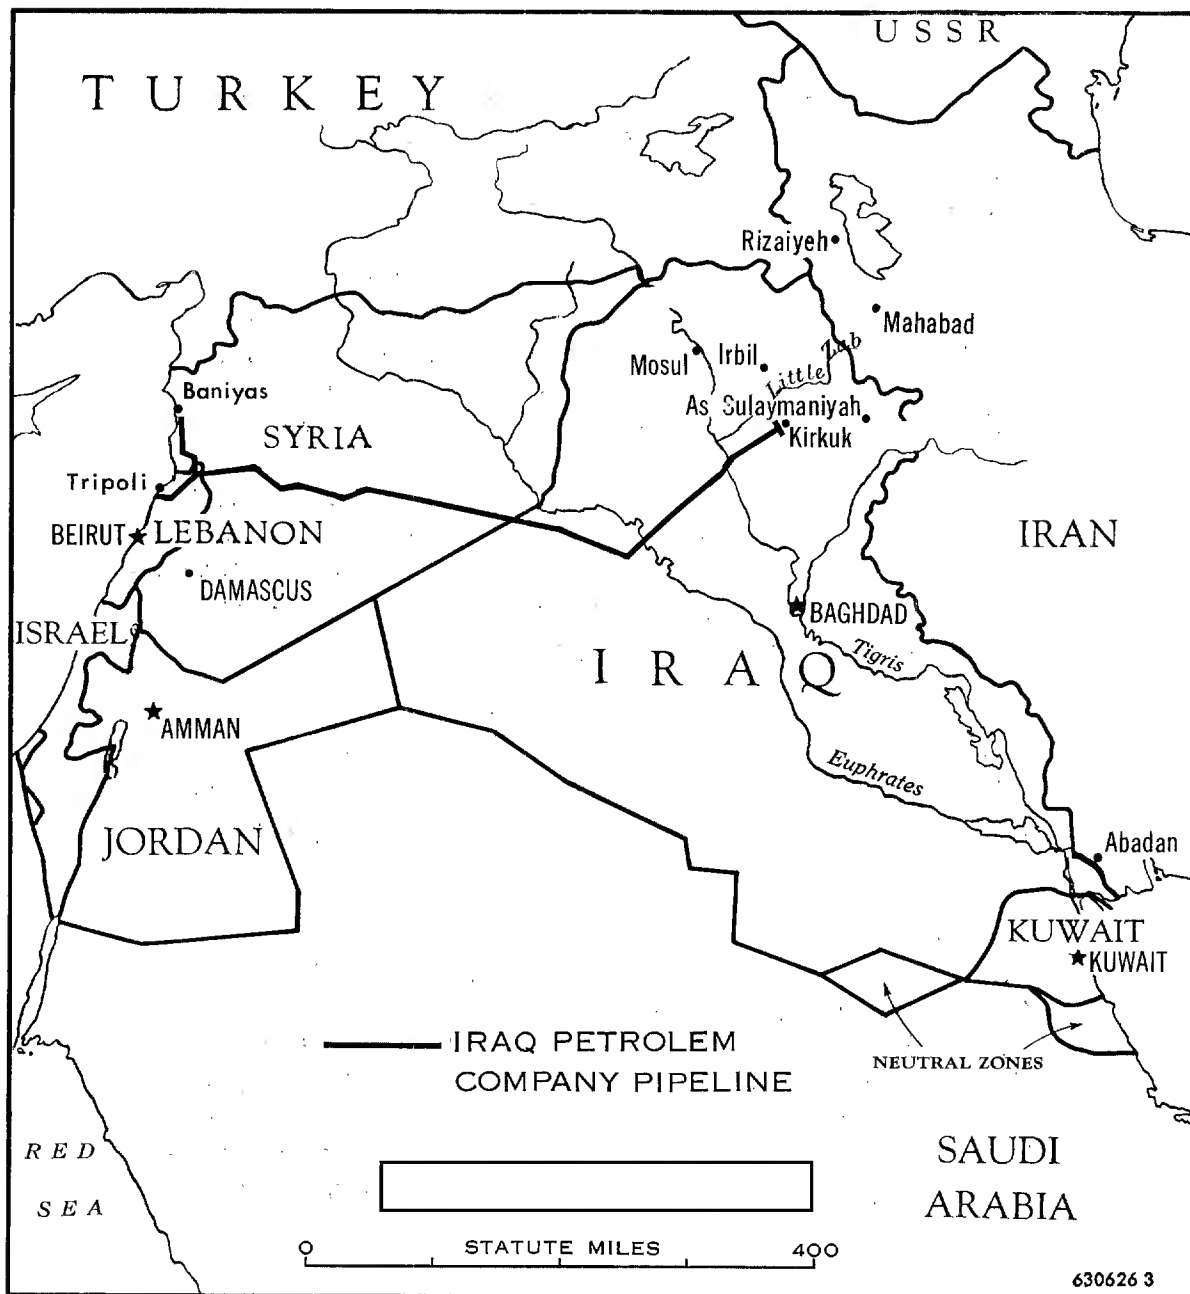 USSR
TURKEY
Rizaiyeh
Mahabad
Little Zab
Mosul
Irbil
As Sulaymaniyah
Kirkuk
Baniyas
SYRIA
Tripoli
BEIRUT
LEBANON
IRAN
DAMASCUS
BAGHDAD
ISRAEL
Tigris
IRAQ
AMMAN
Euphrates
JORDAN
Abadan
KUWAIT
KUWAIT
NEUTRAL ZONES
IRAQ PETROLEM
COMPANY PIPELINE
RED
SEA
SAUDI
ARABIA
0 STATUTE MILES 400
630626 3